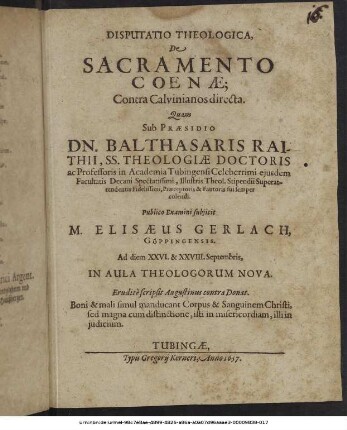 DISPUTATIO THEOLOGICA,
De
SACRAMENTO
COENÆ;
Contra Calvinianos directa.
Quam
Sub PRÆSIDIO
DN. BALTHASARIS RAI-
THII, SS. THEOLOGIÆ DOCTORIS
ac Professoris in Academia Tubingensi Celeberrimi ejusdem
Facultatis Decani Spectatissimi, Illustris Theol. Stipendii Superat-
tendentis Præceptoris, & Fautoris sui semper
colendi.
Publico Examini subjicit
M. ELISÆUS GERLACH,
GÖPPINGENSIS.
Ad diem XXVI. & XXVIII. Septembris,
IN AULA THEOLOGORUM NOVA.
Eruditè scripsit Augustinus contra Donat.
Boni & mali simul manducant Corpus & Sanguinem Christi,
sed magna cum distinctione, isti in misericordiam, illi in
judicium.
TUBINGÆ,
Typis Gregorij Kerneri, Anno 1657.